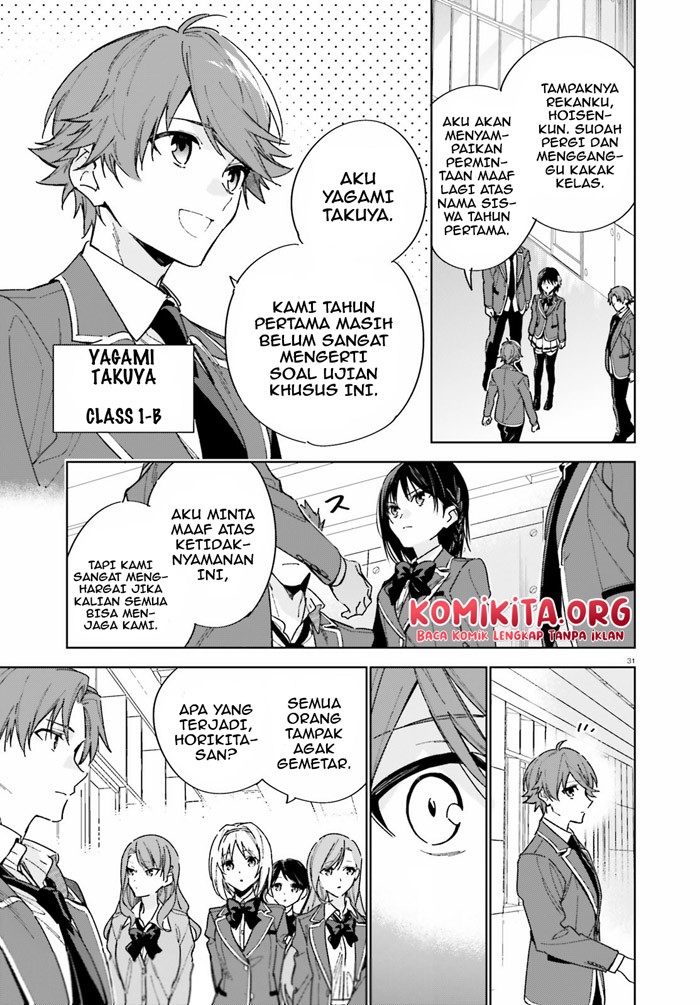 TAMPAKNYA
REKANKU,
HOISEN-
KUN. SUDAH
PERGI DAN
MENGGANG-
GU KAKAK
KELAS.
AKU AKAN
MENYAM-
PAIKAN
PERMIN-
TAAN MAAF
LAGI ATAS
NAMA SIS-
WA TAHUN
PERTAMA.
AKU
YAGAMI
TAKUYA.
KAMI TAHUN
PERTAMA MASIH
BELUM SANGAT
MENGERTI
SOAL UJIAN
KHUSUS INI.
YAGAMI
TAKUYA
CLASS 1-B
ス
AKU MINTA
MAAF ATAS
KETIDAK-
NYAMANAN
INI,
TAPI KAMI
SANGAT MENG-
HARGAI JIKA
KALIAN SEMUA
BISA MEN-
JAGA KAMI.
KOMIKITA.ORG
BACA KOMIK LENGKAP TANPA IKLAN
31
SEMUA
ORANG
TAMPAK
AGAK
GEMETAR.
APA YANG
TERJADI,
HORIKITA-
SAN?